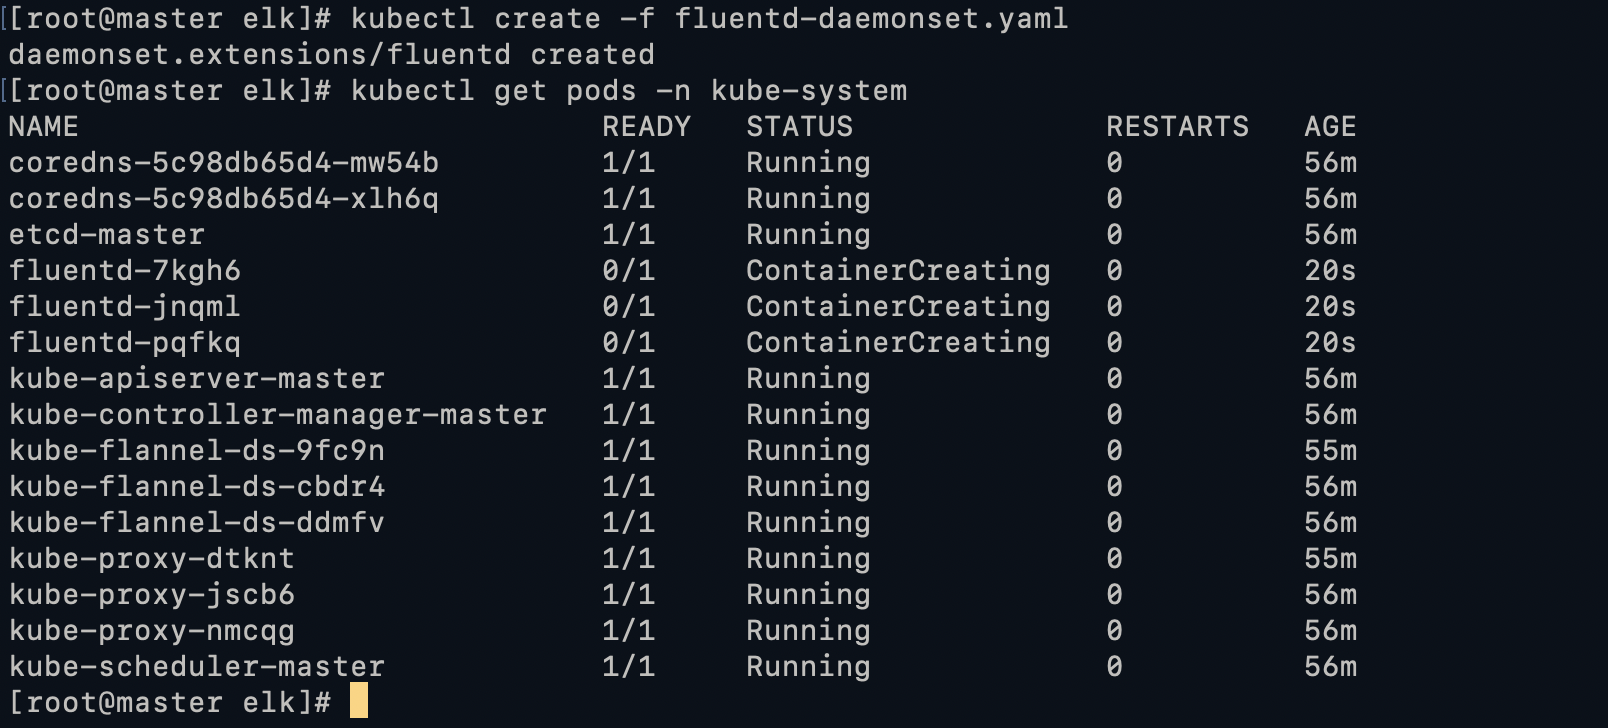 [[root@master elk]# kubectl create -f fluentd-daemonset.yaml
daemonset.extensions/fluentd created
[[root@master elk]# kubectl get pods -n kube-system
NAME                             READY   STATUS              RESTARTS   AGE
coredns-5c98db65d4-mw54b         1/1     Running             0          56m
coredns-5c98db65d4-xlh6q         1/1     Running             0          56m
etcd-master                      1/1     Running             0          56m
fluentd-7kgh6                    0/1     ContainerCreating   0          20s
fluentd-jnqml                    0/1     ContainerCreating   0          20s
fluentd-pqfkq                    0/1     ContainerCreating   0          20s
kube-apiserver-master            1/1     Running             0          56m
kube-controller-manager-master   1/1     Running             0          56m
kube-flannel-ds-9fc9n            1/1     Running             0          55m
kube-flannel-ds-cbdr4            1/1     Running             0          56m
kube-flannel-ds-ddmfv            1/1     Running             0          56m
kube-proxy-dtknt                 1/1     Running             0          55m
kube-proxy-jscb6                 1/1     Running             0          56m
kube-proxy-nmcqg                 1/1     Running             0          56m
kube-scheduler-master            1/1     Running             0          56m
[root@master elk]#